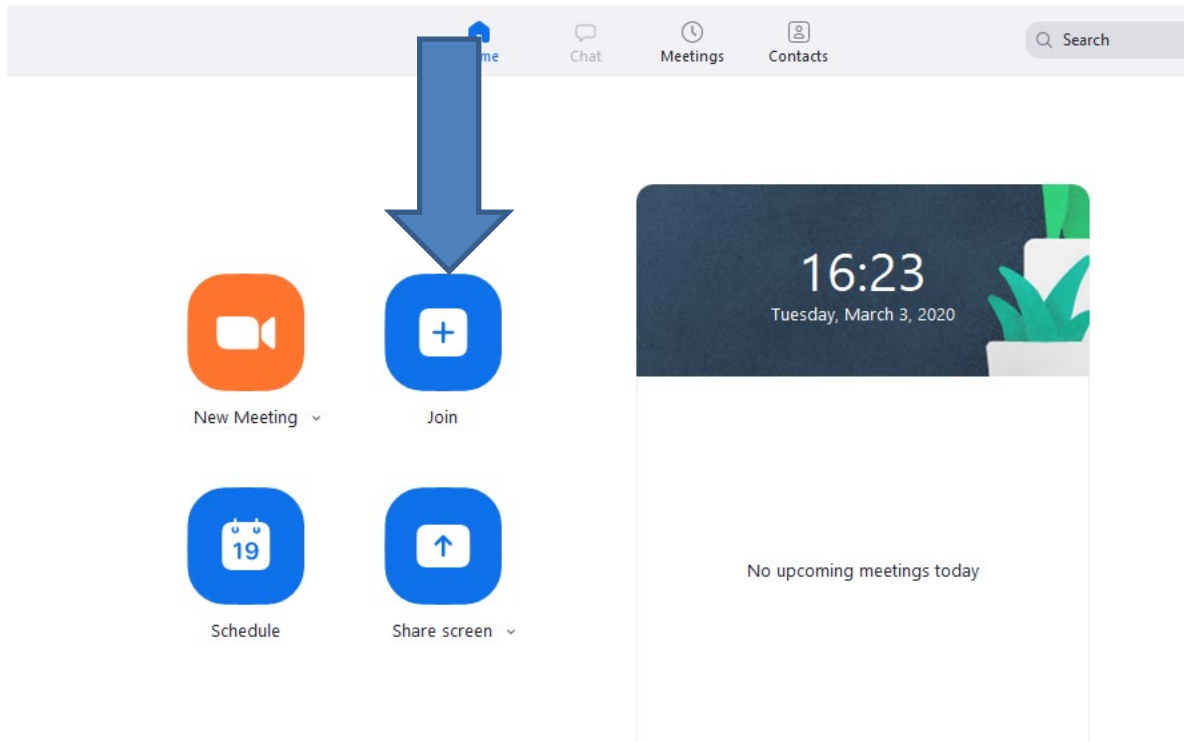 me
Chat
Meetings
Contacts
Search
16:23
Tuesday, March 3, 2020
New Meeting
Join
19
Schedule
Share screen
No upcoming meetings today